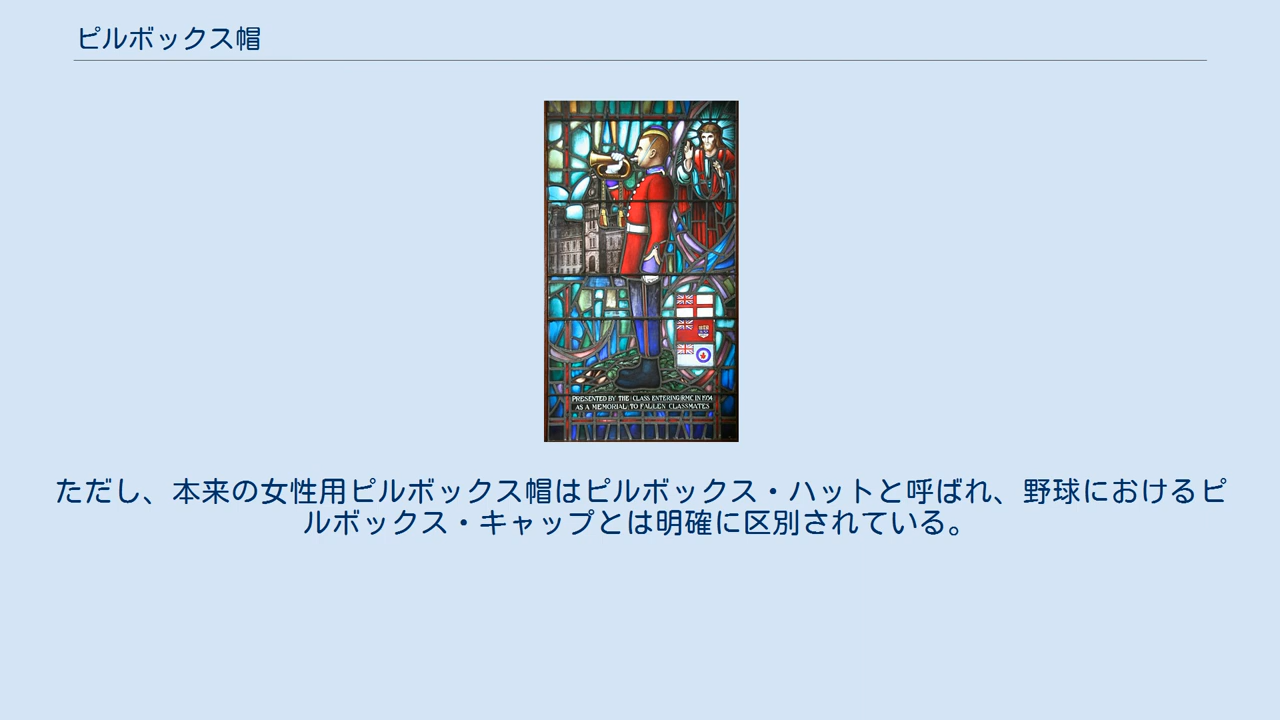 ピルボックス帽
PRESENTED BY THE CLASS ENTERING RMC IN 1954
AS A MEMORIAL TO FALLEN CLASSMATES
ただし、本来の女性用ピルボックス帽はピルボックス・ハットと呼ばれ、野球におけるピ
ルボックス・キャップとは明確に区別されている。